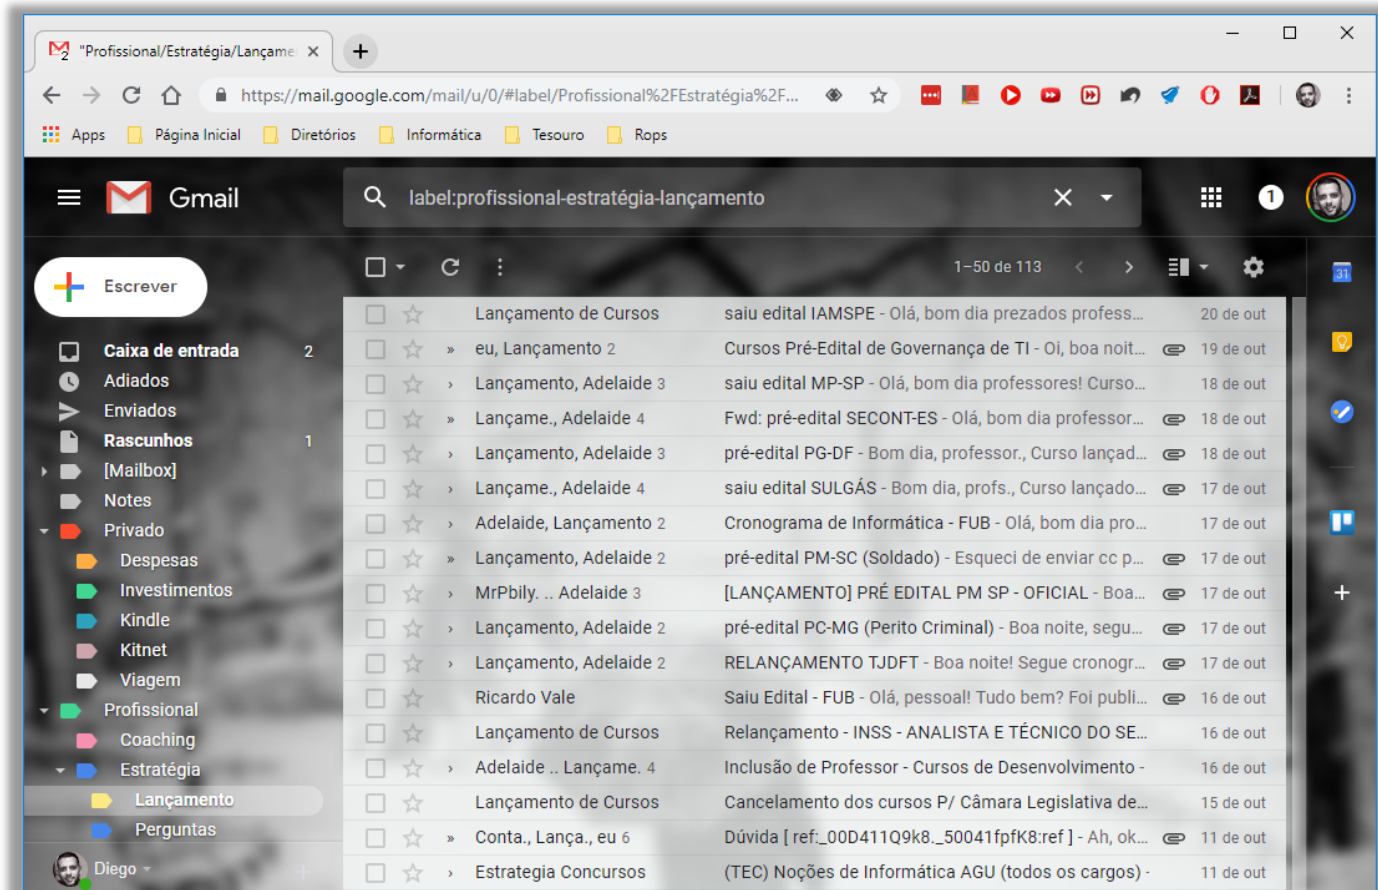 "Profissional/Estratégia/Lançame
https://mail.google.com/mail/u/0/#label/Profissional%2FEstratégia%2F...
Apps Página Inicial Diretórios Informática Tesouro Rops
Gmail
label:profissional-estratégia-lançamento
1
Escrever
1–50 de 113
31
Caixa de entrada 2
Adiados
Enviados
Rascunhos 1
[Mailbox]
Notes
Privado
Despesas
Investimentos
Kindle
Kitnet
Viagem
Profissional
Coaching
Estratégia
Lançamento
Perguntas
Diego
Lançamento de Cursos saiu edital IAMSPE - Olá, bom dia prezados profess... 20 de out
eu, Lançamento 2 Cursos Pré-Edital de Governança de TI - Oi, boa noit... 19 de out
Lançamento, Adelaide 3 saiu edital MP-SP - Olá, bom dia professores! Curso... 18 de out
Lançame., Adelaide 4 Fwd: pré-edital SECONT-ES - Olá, bom dia professor... 18 de out
Lançamento, Adelaide 3 pré-edital PG-DF - Bom dia, professor., Curso lançad... 18 de out
Lançame., Adelaide 4 saiu edital SULGÁS - Bom dia, profs., Curso lançado... 17 de out
Adelaide, Lançamento 2 Cronograma de Informática - FUB - Olá, bom dia pro... 17 de out
Lançamento, Adelaide 2 pré-edital PM-SC (Soldado) - Esqueci de enviar cc p... 17 de out
MrPbily. .. Adelaide 3 [LANÇAMENTO] PRÉ EDITAL PM SP - OFICIAL - Boa... 17 de out
Lançamento, Adelaide 2 pré-edital PC-MG (Perito Criminal) - Boa noite, segu... 17 de out
Lançamento, Adelaide 2 RELANÇAMENTO TJDFT - Boa noite! Segue cronogr... 17 de out
Ricardo Vale Saiu Edital - FUB - Olá, pessoal! Tudo bem? Foi publi... 16 de out
Lançamento de Cursos Relançamento - INSS - ANALISTA E TÉCNICO DO SE... 16 de out
Adelaide .. Lançame. 4 Inclusão de Professor - Cursos de Desenvolvimento - 16 de out
Lançamento de Cursos Cancelamento dos cursos P/ Câmara Legislativa de... 15 de out
Conta., Lança., eu 6 Dúvida [ ref:_00D411Q9k8._50041fpfK8:ref ] - Ah, ok... 11 de out
Estrategia Concursos (TEC) Noções de Informática AGU (todos os cargos) - 11 de out